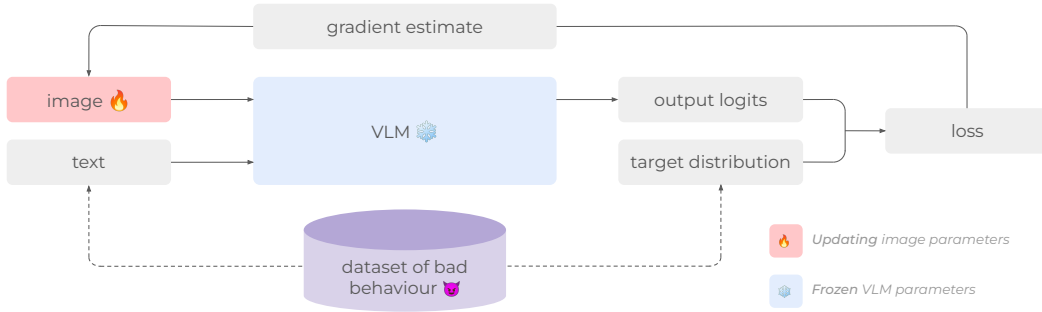 gradient estimate
image 🔥
VLM ❄️
output logits
loss
text
target distribution
dataset of bad
behaviour 😈
🔥 Updating image parameters
❄️ Frozen VLM parameters